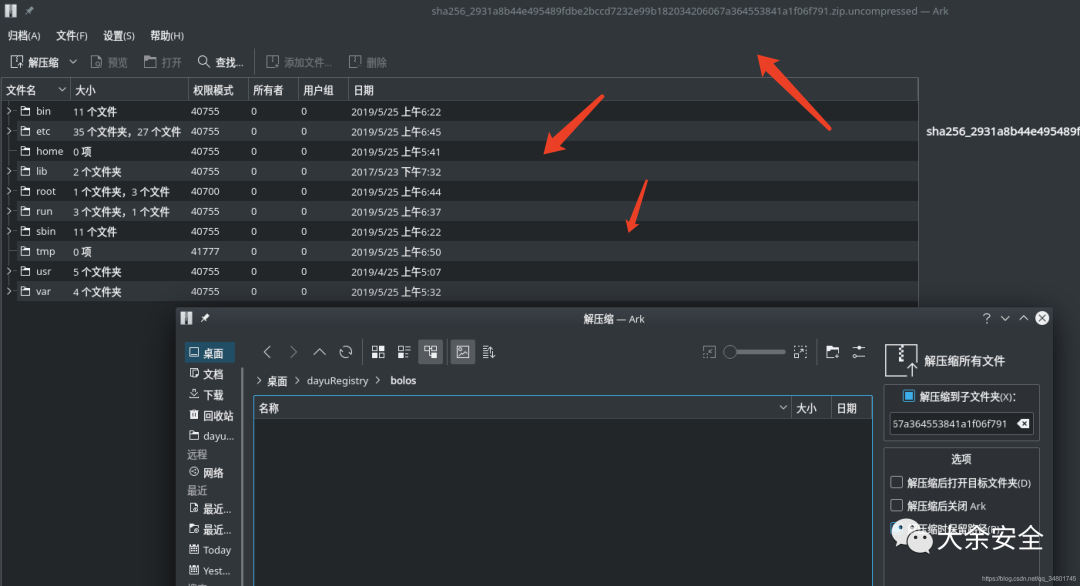 sha256_2931a8b44e495489fdbe2bccd7232e99b182034206067a364553841a1f06f791.zip.uncompressed — Ark
归档(A) 文件(F) 设置(S) 帮助(H)
解压缩 预览 打开 查找... 添加文件... 删除
文件名 大小 权限模式 所有者 用户组 日期
bin 11 个文件 40755 0 0 2019/5/25 上午6:22
etc 35 个文件夹，27 个文件 40755 0 0 2019/5/25 上午6:45
sha256_2931a8b44e495489f
home 0 项 40755 0 0 2019/5/25 上午5:41
lib 2 个文件夹 40755 0 0 2017/5/23 下午7:32
root 1 个文件夹，3 个文件 40700 0 0 2019/5/25 上午6:44
run 3 个文件夹，1 个文件 40755 0 0 2019/5/25 上午6:37
sbin 11 个文件 40755 0 0 2019/5/25 上午6:22
tmp 0 项 41777 0 0 2019/5/25 上午6:50
usr 5 个文件夹 40755 0 0 2019/4/25 上午5:07
var 4 个文件夹 40755 0 0 2019/5/25 上午5:32
解压缩 — Ark
桌面
文档
下载
回收站
dayu...
远程
网络
最近
最近...
最近...
Today
Yest...
桌面 > dayuRegistry > bolos
名称 大小 日期
解压缩所有文件
解压缩到子文件夹(X)：
57a364553841a1f06f791
选项
解压缩后打开目标文件夹(D)
解压缩后关闭 Ark
压缩时保留路径
大余安全
https://blog.csdn.net/qq_34801745